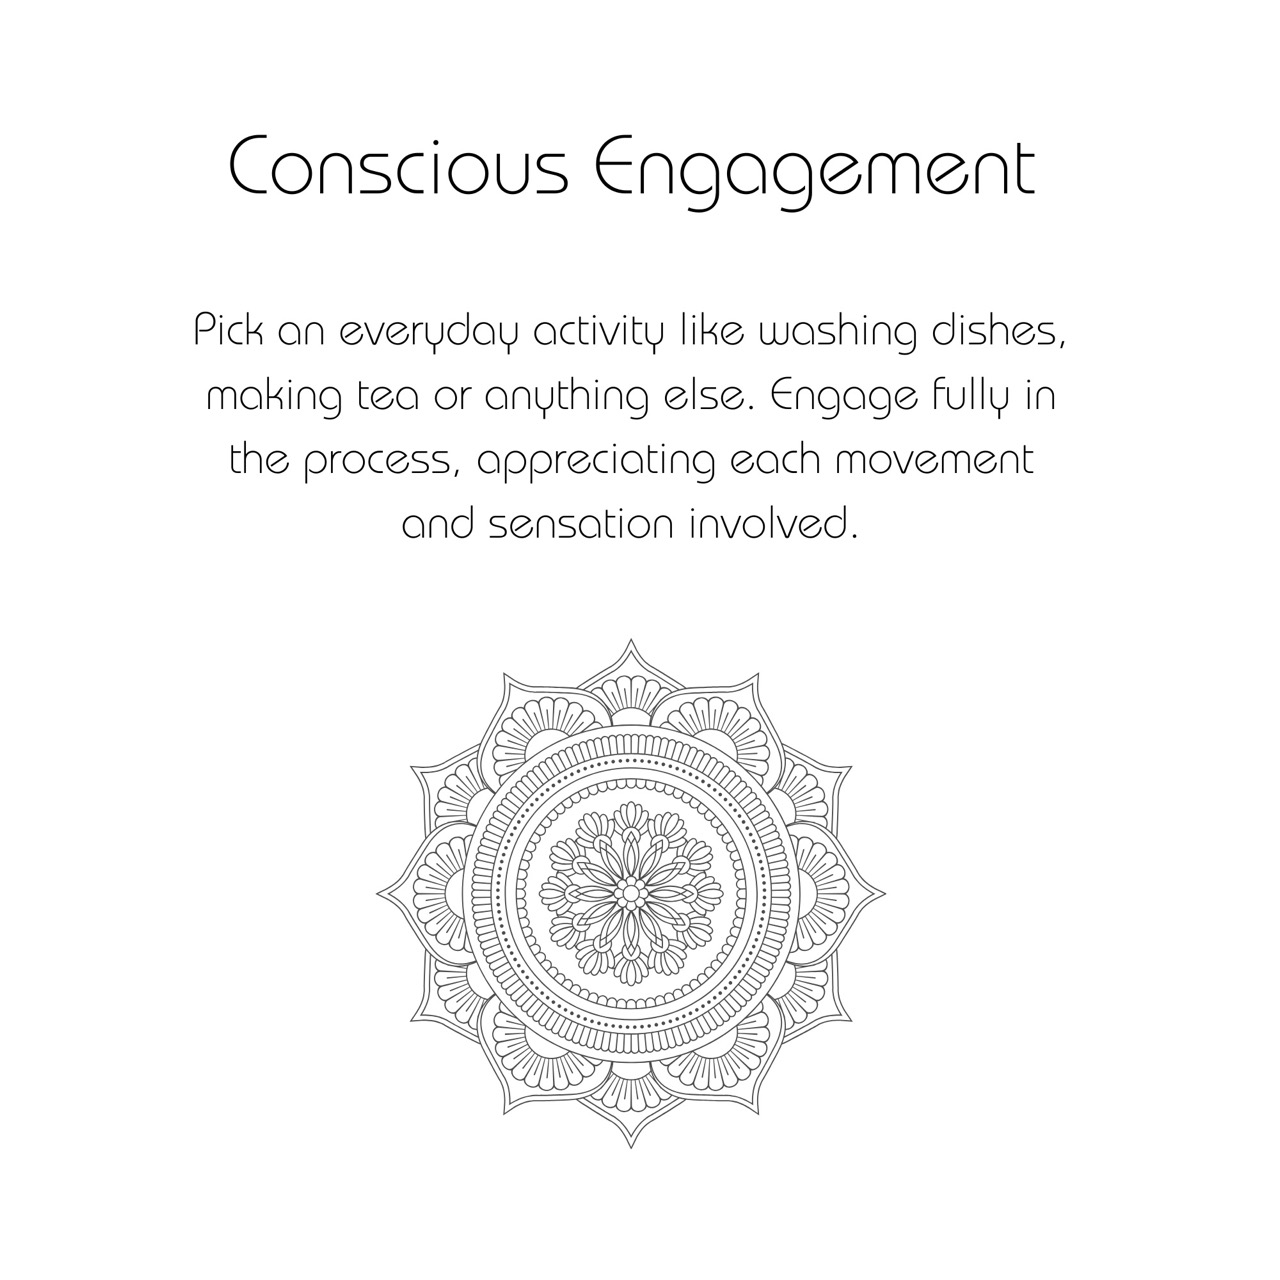 Conscious Engagement
Pick an everyday activity like washing dishes,
making tea or anything else. Engage fully in
the process, appreciating each movement
and sensation involved.